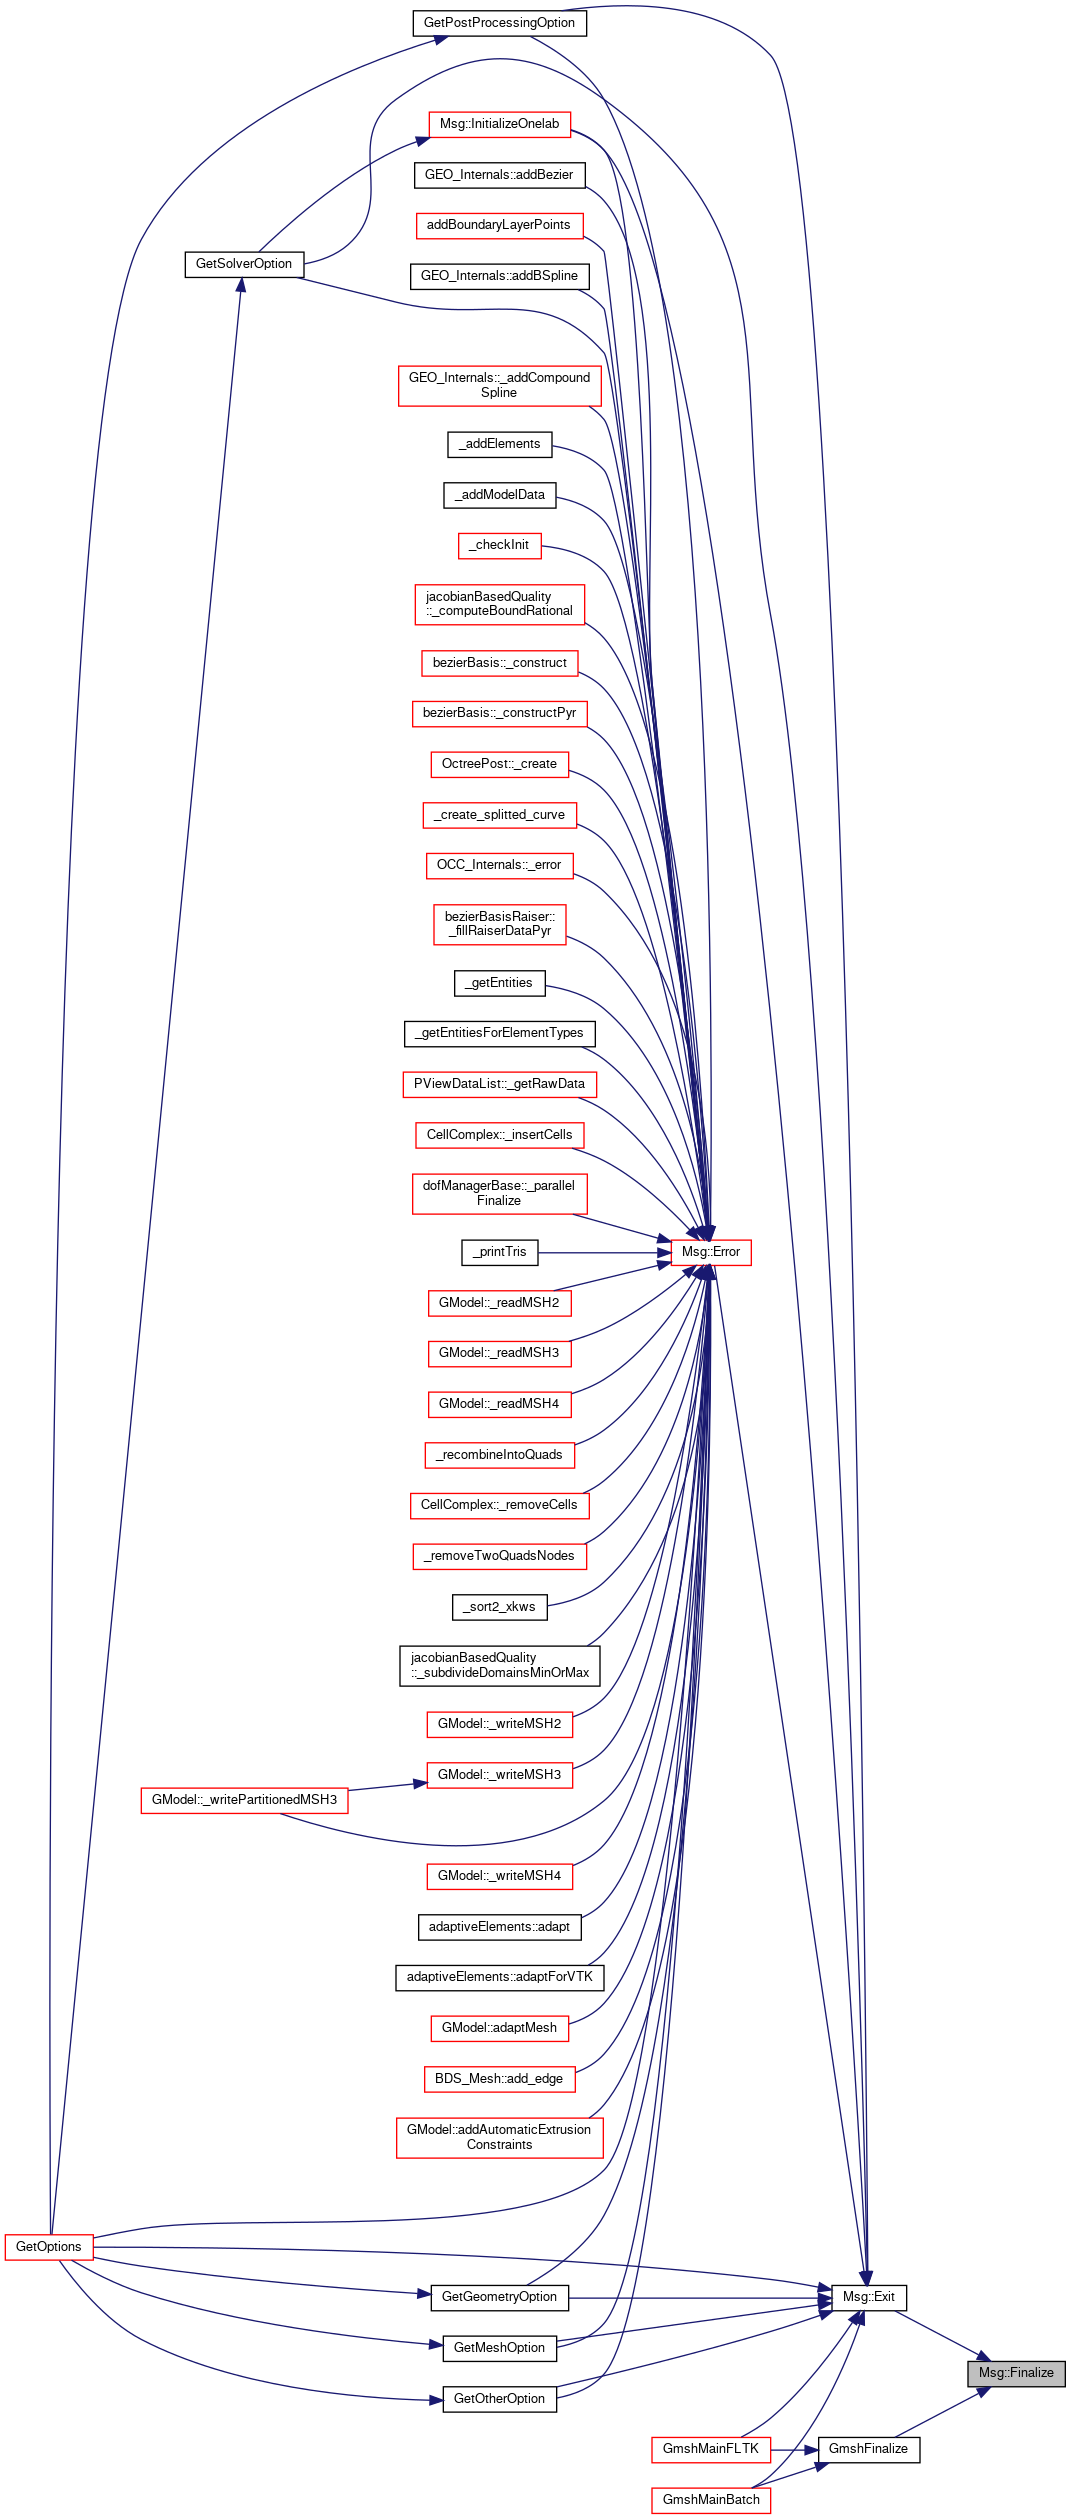 GetPostProcessingOption
Msg::InitializeOnelab
GEO_Internals::addBezier
addBoundaryLayerPoints
GetSolverOption
GEO_Internals::addBSpline
GEO_Internals::_addCompound
Spline
_addElements
_addModelData
_checkInit
jacobianBasedQuality
::_computeBoundRational
bezierBasis::_construct
bezierBasis::_constructPyr
OctreePost::_create
_create_splitted_curve
OCC_Internals::_error
bezierBasisRaiser::
_fillRaiserDataPyr
_getEntities
_getEntitiesForElementTypes
PViewDataList::_getRawData
CellComplex::_insertCells
dofManagerBase::_parallel
Finalize
_printTris
Msg::Error
GModel::_readMSH2
GModel::_readMSH3
GModel::_readMSH4
_recombineIntoQuads
CellComplex::_removeCells
_removeTwoQuadsNodes
_sort2_xkws
jacobianBasedQuality
::_subdivideDomainsMinOrMax
GModel::_writeMSH2
GModel::_writeMSH3
GModel::_writePartitionedMSH3
GModel::_writeMSH4
adaptiveElements::adapt
adaptiveElements::adaptForVTK
GModel::adaptMesh
BDS_Mesh::add_edge
GModel::addAutomaticExtrusion
Constraints
GetOptions
GetGeometryOption
Msg::Exit
GetMeshOption
Msg::Finalize
GetOtherOption
GmshMainFLTK
GmshFinalize
GmshMainBatch